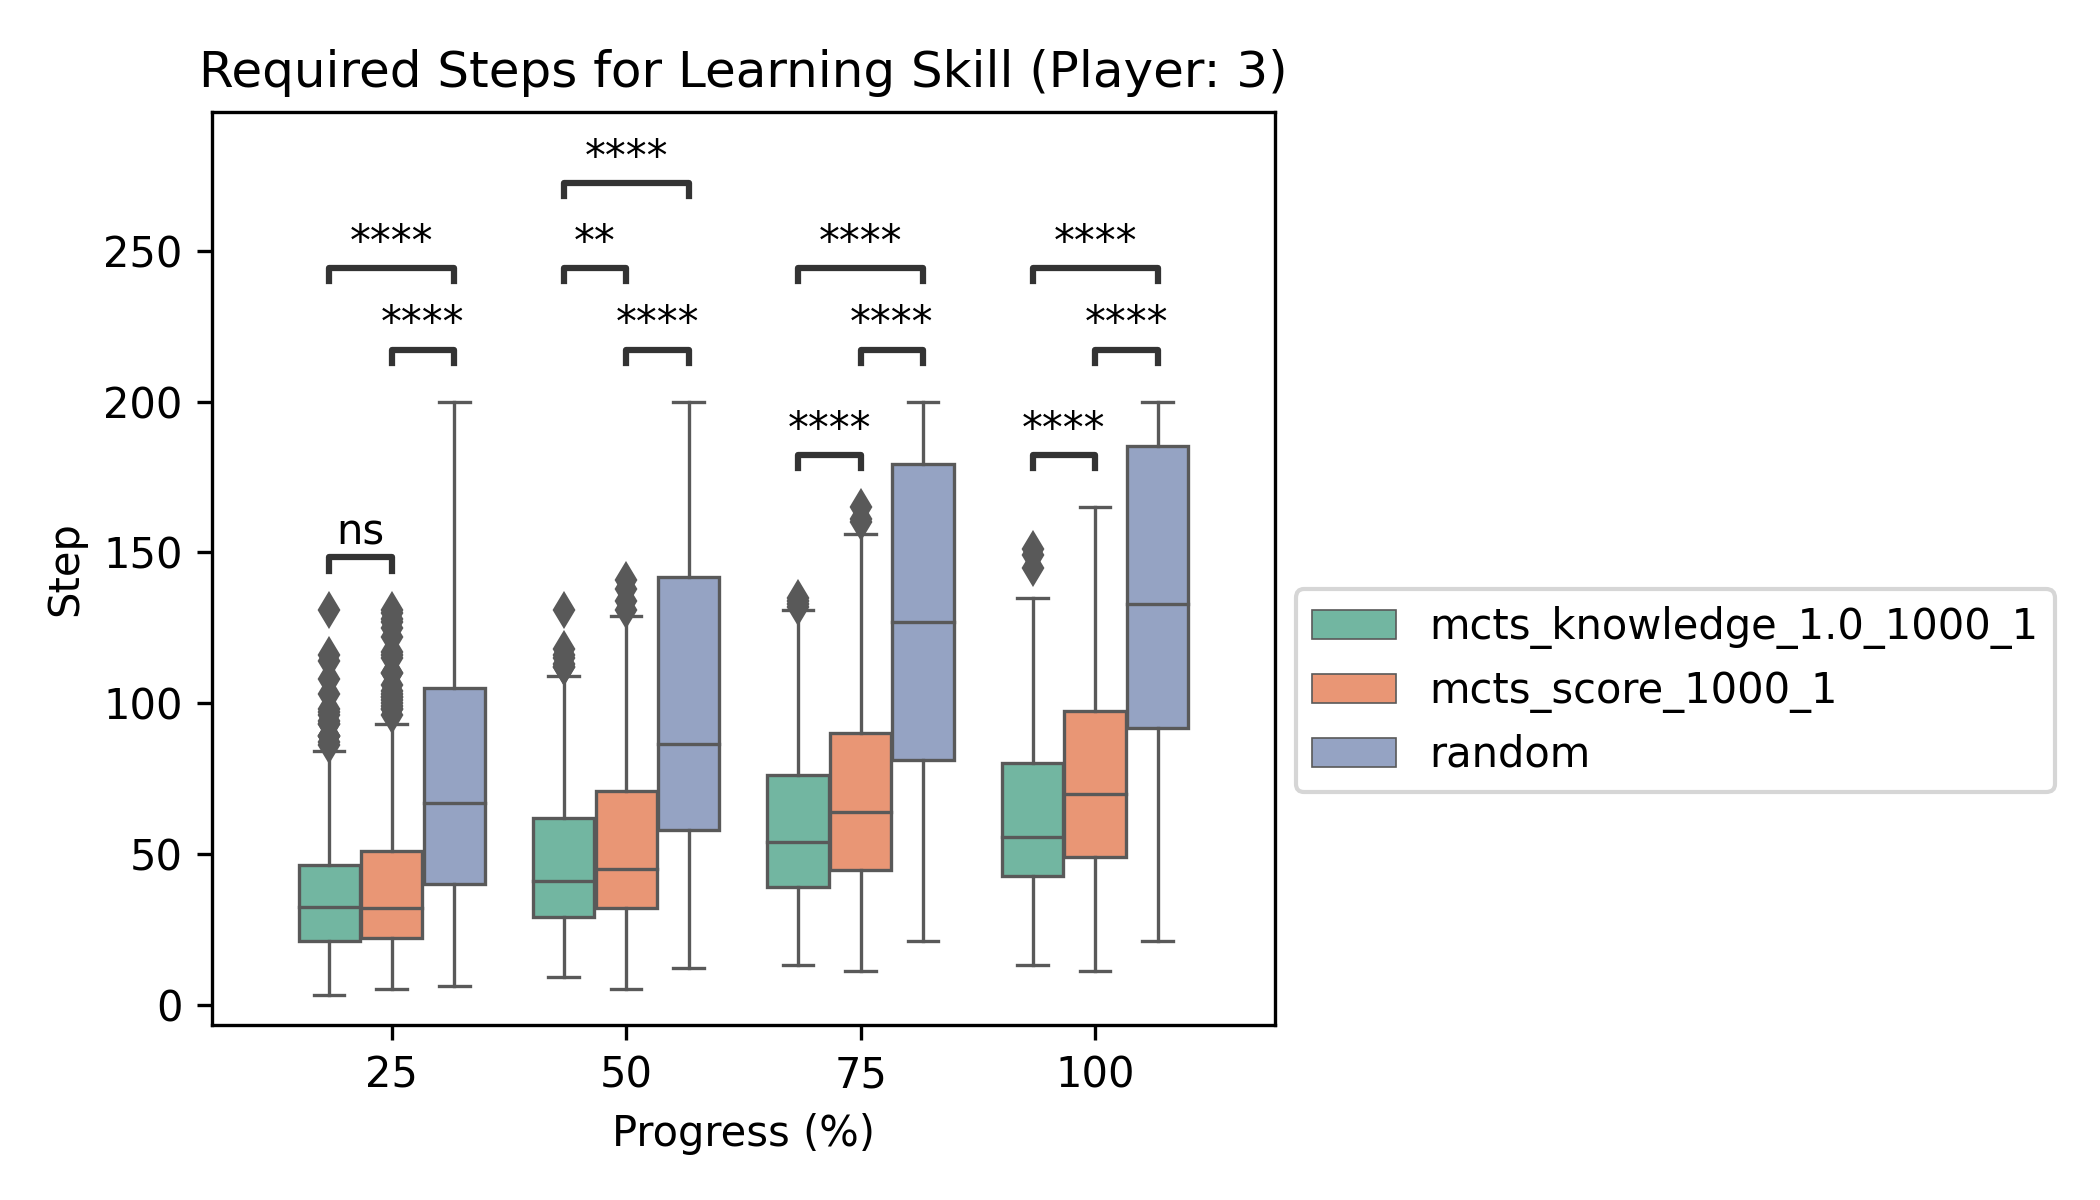 Required Steps for Learning Skill (Player: 3)
****
**** ** **** ****
**** **** **** ****
**** ****
ns
250
200
150
100
50
0
Step
25 50 75 100
Progress (%)
mcts_knowledge_1.0_1000_1
mcts_score_1000_1
random